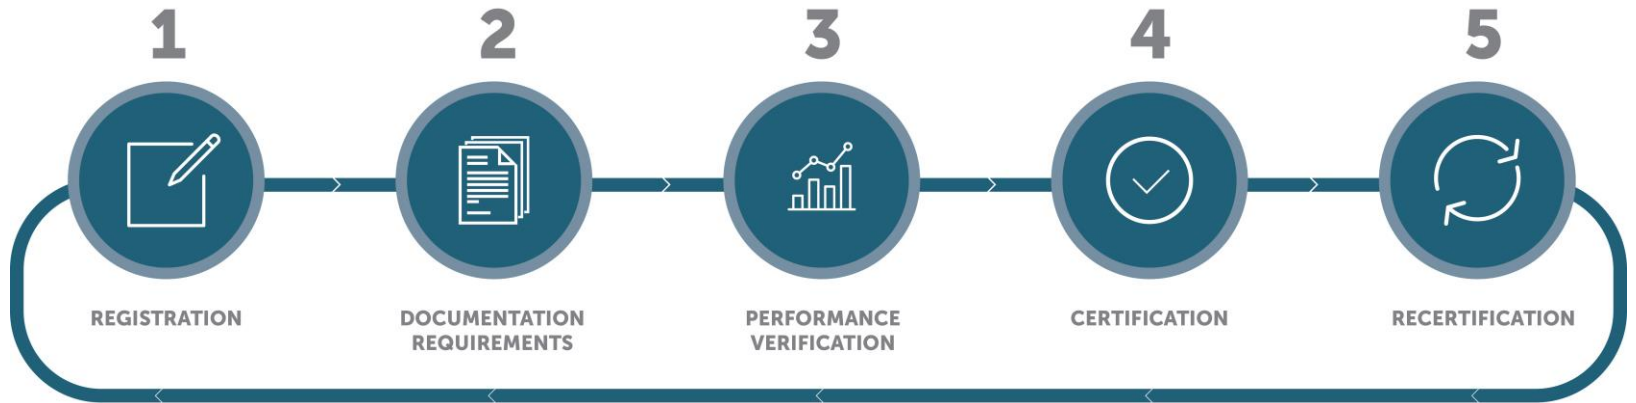 1
2
3
4
5
REGISTRATION
DOCUMENTATION
REQUIREMENTS
PERFORMANCE
VERIFICATION
CERTIFICATION
RECERTIFICATION